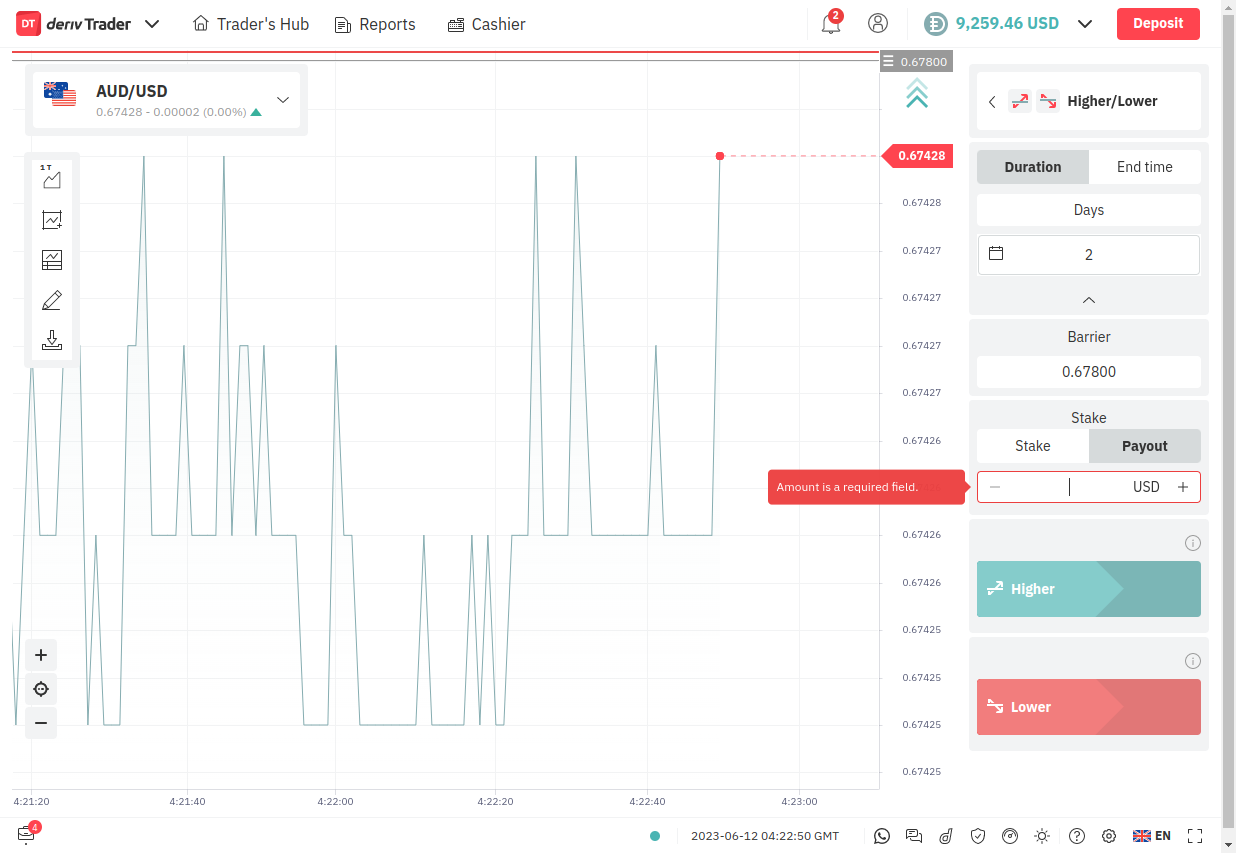 DT deriv Trader
Trader's Hub
Reports
Cashier
2
9,259.46 USD
Deposit
0.67800
AUD/USD
0.67428 - 0.00002 (0.00%)
1 T
0.67428
0.67428
0.67427
0.67427
0.67427
0.67427
0.67426
0.67426
0.67426
0.67425
0.67425
0.67425
0.67425
4:21:20
4:21:40
4:22:00
4:22:20
4:22:40
4:23:00
Higher/Lower
Duration
End time
Days
2
Barrier
0.67800
Stake
Stake
Payout
Amount is a required field.
USD
Higher
Lower
4
2023-06-12 04:22:50 GMT
EN